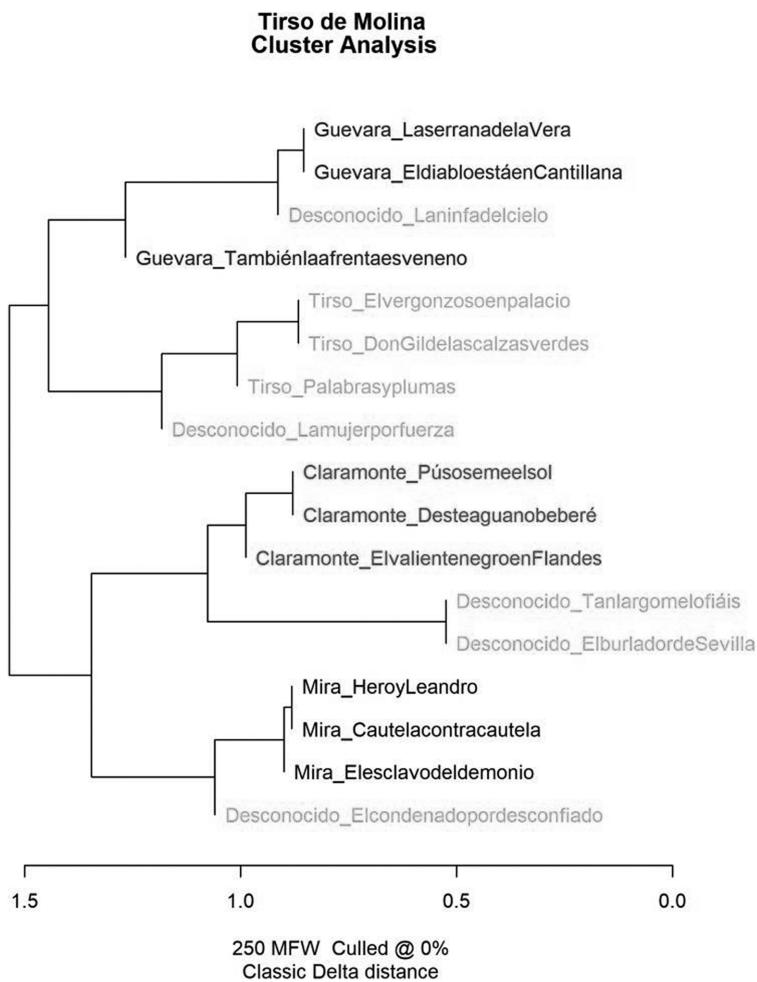 Tirso de Molina
Cluster Analysis
Guevara_LaserranadelaVera
Guevara_EldiabloestáenCantillana
Desconocido_Laninfadelcielo
Guevara_Tambiénlaafrentaesveneno
Tirso_Elvergonzosoenpalacio
Tirso_DonGildelascalzasverdes
Tirso_Palabrasyplumas
Desconocido_Lamujerporfuerza
Claramonte_Púsosemeelsol
Claramonte_Desteaguanobeberé
Claramonte_ElvalientenegroenFlandes
Desconocido_Tanlargomelofiáis
Desconocido_ElburladordeSevilla
Mira_HeroyLeandro
Mira_Cautelacontracautela
Mira_Elesclavodeldemonio
Desconocido_Elcondenadopordesconfiado
1.5 1.0 0.5 0.0
250 MFW Culled @ 0%
Classic Delta distance